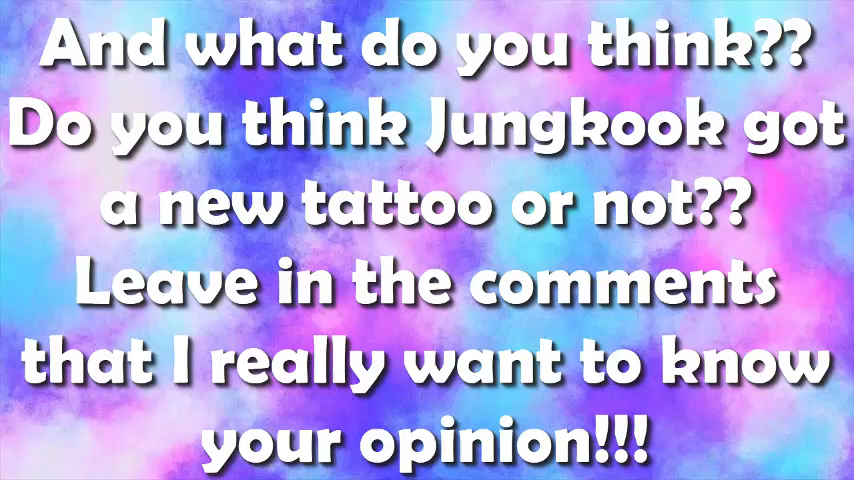 And what do you think??
Do you think Jungkook got
a new tattoo or not??
Leave in the comments
that I really want to know
your opinion!!!